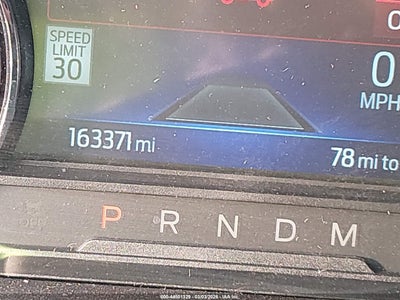 SPEED
LIMIT
30
0
MPH
163371 mi
78 mi to
P R N D M